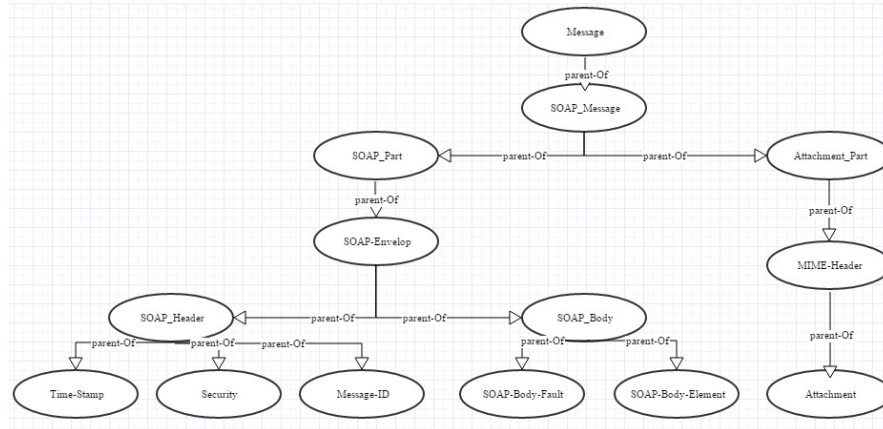 Message
parent-Of
SOAP_Message
SOAP_Part
parent-Of
parent-Of
Attachment_Part
parent-Of
parent-Of
SOAP-Envelop
MIME-Header
SOAP_Header
parent-Of
parent-Of
SOAP_Body
parent-Of
parent-Of
parent-Of
parent-Of
parent-Of
parent-Of
Time-Stamp
Security
Message-ID
SOAP-Body-Fault
SOAP-Body-Element
Attachment